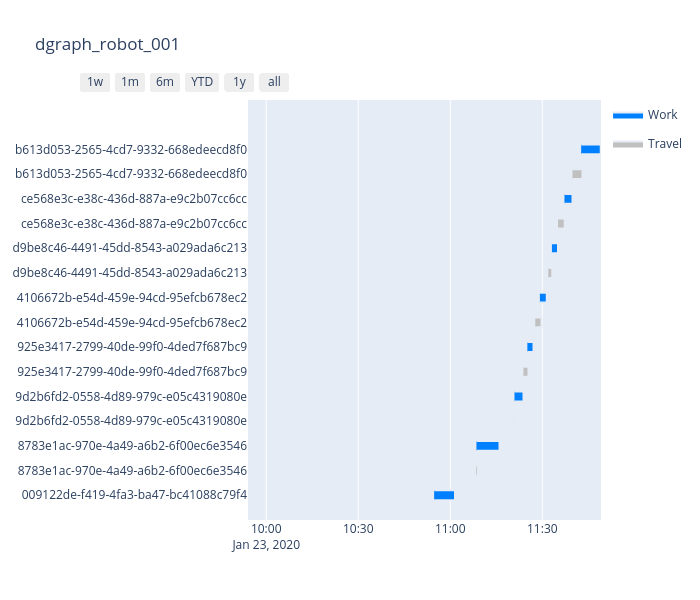 dgraph_robot_001
1w 1m 6m YTD 1y all
Work
Travel
b613d053-2565-4cd7-9332-668edeecd8f0
b613d053-2565-4cd7-9332-668edeecd8f0
ce568e3c-e38c-436d-887a-e9c2b07cc6cc
ce568e3c-e38c-436d-887a-e9c2b07cc6cc
d9be8c46-4491-45dd-8543-a029ada6c213
d9be8c46-4491-45dd-8543-a029ada6c213
4106672b-e54d-459e-94cd-95efcb678ec2
4106672b-e54d-459e-94cd-95efcb678ec2
925e3417-2799-40de-99f0-4ded7f687bc9
925e3417-2799-40de-99f0-4ded7f687bc9
9d2b6fd2-0558-4d89-979c-e05c4319080e
9d2b6fd2-0558-4d89-979c-e05c4319080e
8783e1ac-970e-4a49-a6b2-6f00ec6e3546
8783e1ac-970e-4a49-a6b2-6f00ec6e3546
009122de-f419-4fa3-ba47-bc41088c79f4
10:00 10:30 11:00 11:30
Jan 23, 2020